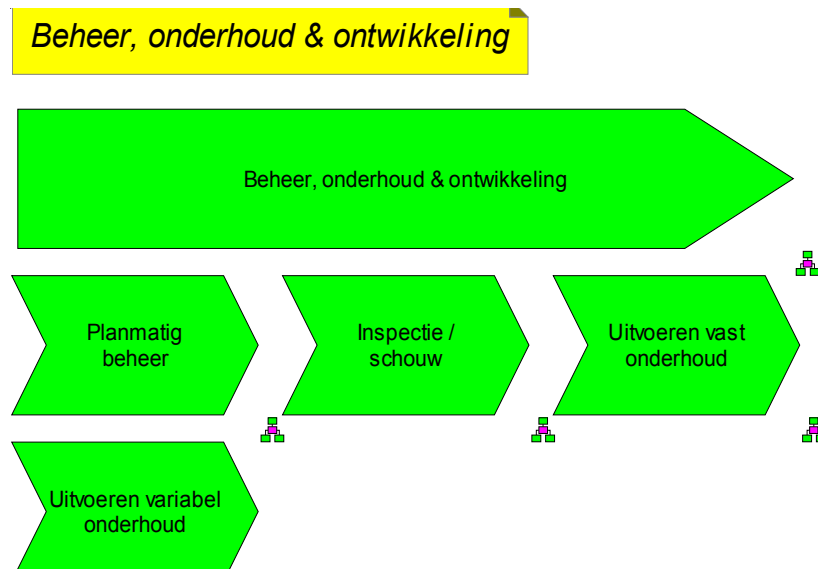 Beheer, onderhoud & ontwikkeling
Beheer, onderhoud & ontwikkeling
Planmatig
beheer
Inspectie /
schouw
Uitvoeren vast
onderhoud
Uitvoeren variabel
onderhoud